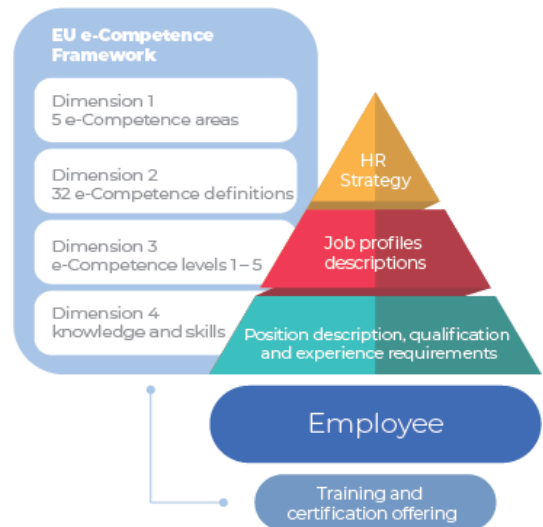 EU e-Competence
Framework
Dimension 1
5 e-Competence areas
Dimension 2
32 e-Competence definitions
Dimension 3
e-Competence levels 1 – 5
Dimension 4
knowledge and skills
HR
Strategy
Job profiles
descriptions
Position description, qualification
and experience requirements
Employee
Training and
certification offering